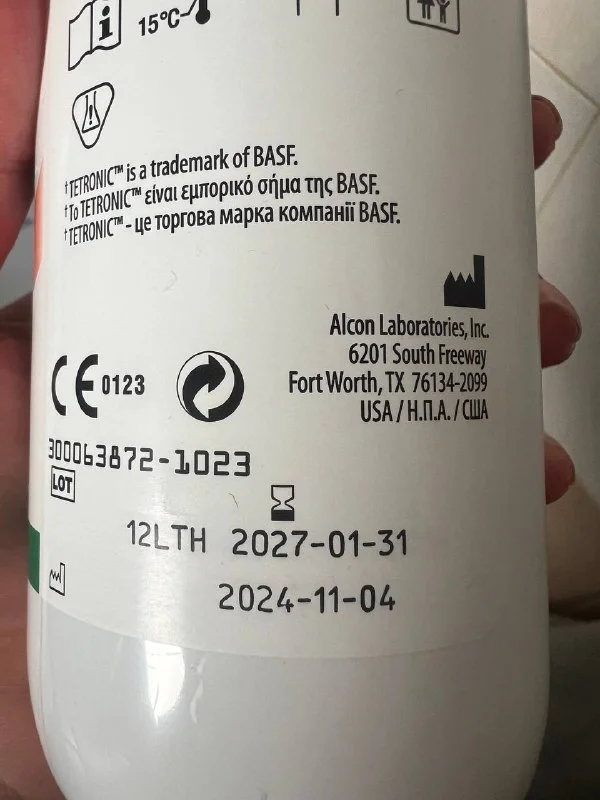 15°C
†TETRONIC™ is a trademark of BASF.
†Το TETRONIC™ είναι εμπορικό σήμα της BASF.
†TETRONIC™ - це торгова марка компанії BASF.
Alcon Laboratories, Inc.
6201 South Freeway
Fort Worth, TX 76134-2099
USA / Η.Π.Α. / США
CE 0123
300063872-1023
LOT
12LTH 2027-01-31
2024-11-04